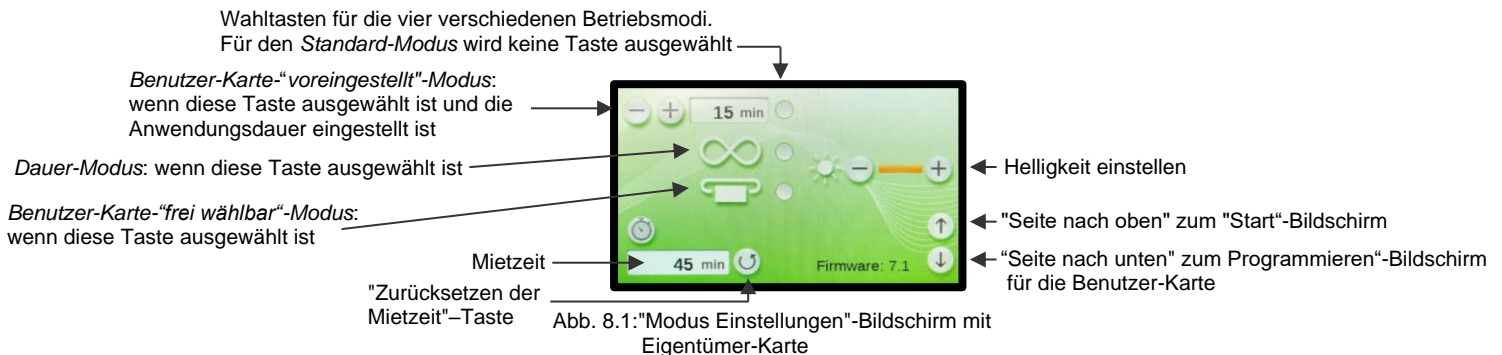 Wahltasten für die vier verschiedenen Betriebsmodi.
Für den Standard-Modus wird keine Taste ausgewählt
Benutzer-Karte-“voreingestellt"-Modus:
wenn diese Taste ausgewählt ist und die
Anwendungsdauer eingestellt ist
Dauer-Modus: wenn diese Taste ausgewählt ist
Benutzer-Karte-“frei wählbar“-Modus:
wenn diese Taste ausgewählt ist
Mietzeit
"Zurücksetzen der
Mietzeit"–Taste
15 min
45 min
Firmware: 7.1
Helligkeit einstellen
"Seite nach oben" zum "Start“-Bildschirm
“Seite nach unten" zum Programmieren“-Bildschirm
für die Benutzer-Karte
Abb. 8.1:"Modus Einstellungen"-Bildschirm mit
Eigentümer-Karte